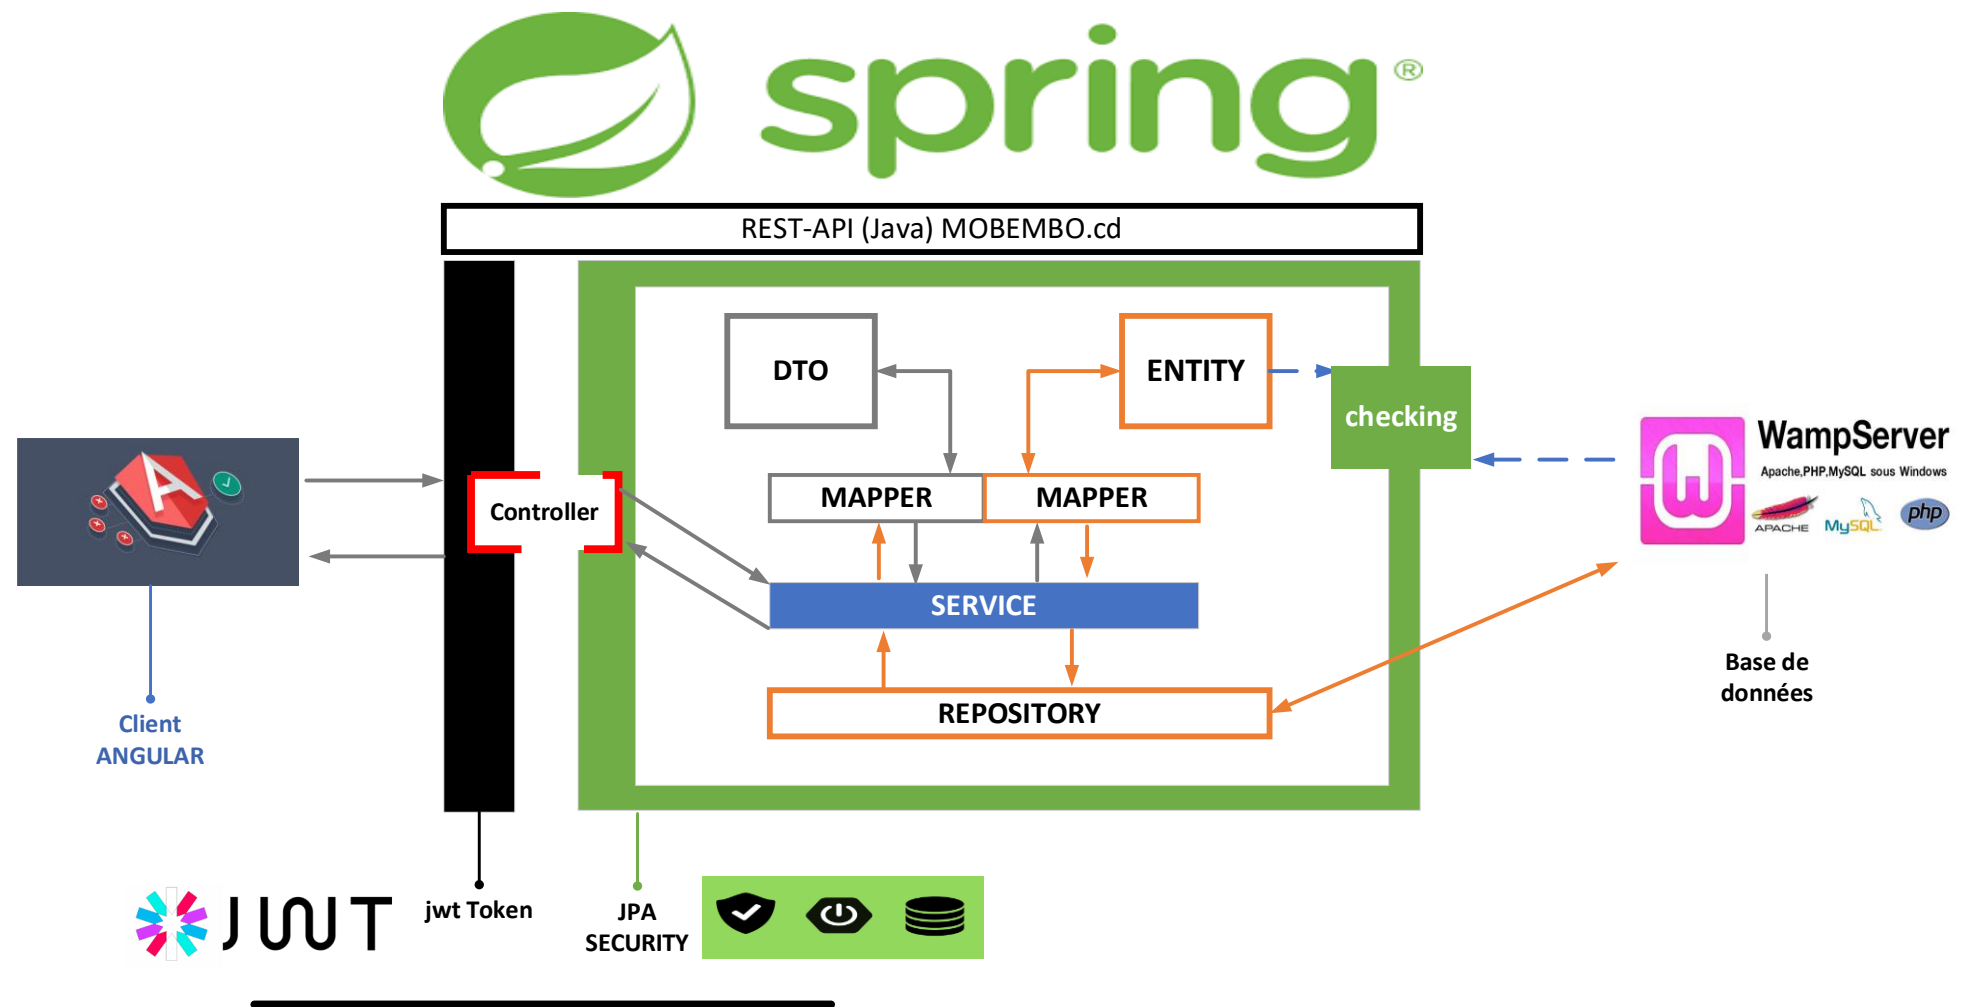 spring®
REST-API (Java) MOBEMBO.cd
DTO
ENTITY
checking
WampServer
Apache,PHP,MySQL sous Windows
APACHE
MySQL
php
MAPPER
MAPPER
Controller
SERVICE
REPOSITORY
Base de
données
Client
ANGULAR
A
JWT
jwt Token
JPA
SECURITY